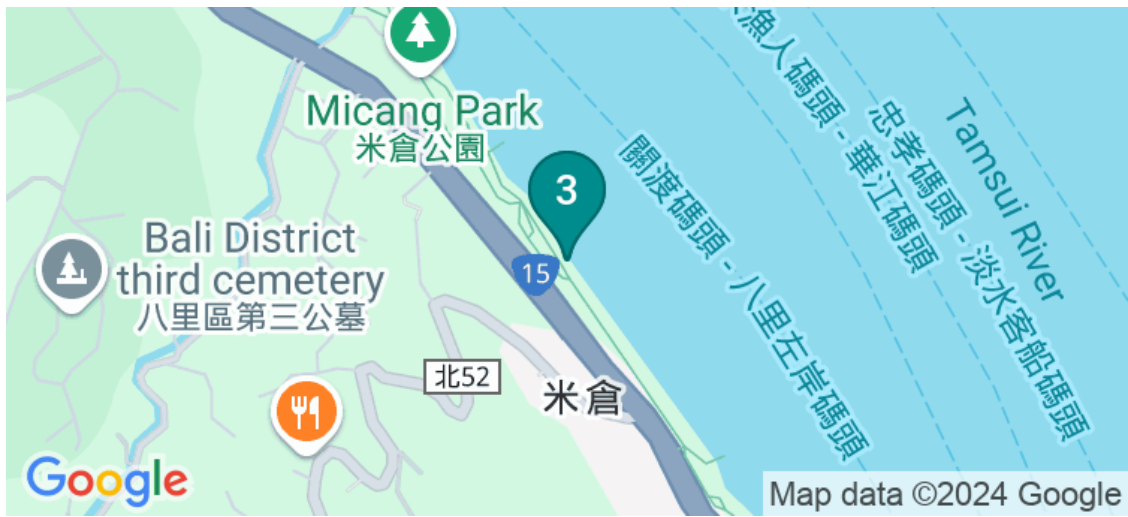 Micang Park
米倉公園
3
Bali District
third cemetery
八里區第三公墓
15
北52
米倉
關渡碼頭 - 八里左岸碼頭
漁人碼頭 - 華江碼頭
忠孝碼頭 - 淡水客船碼頭
Tamsui River
Google
Map data ©2024 Google